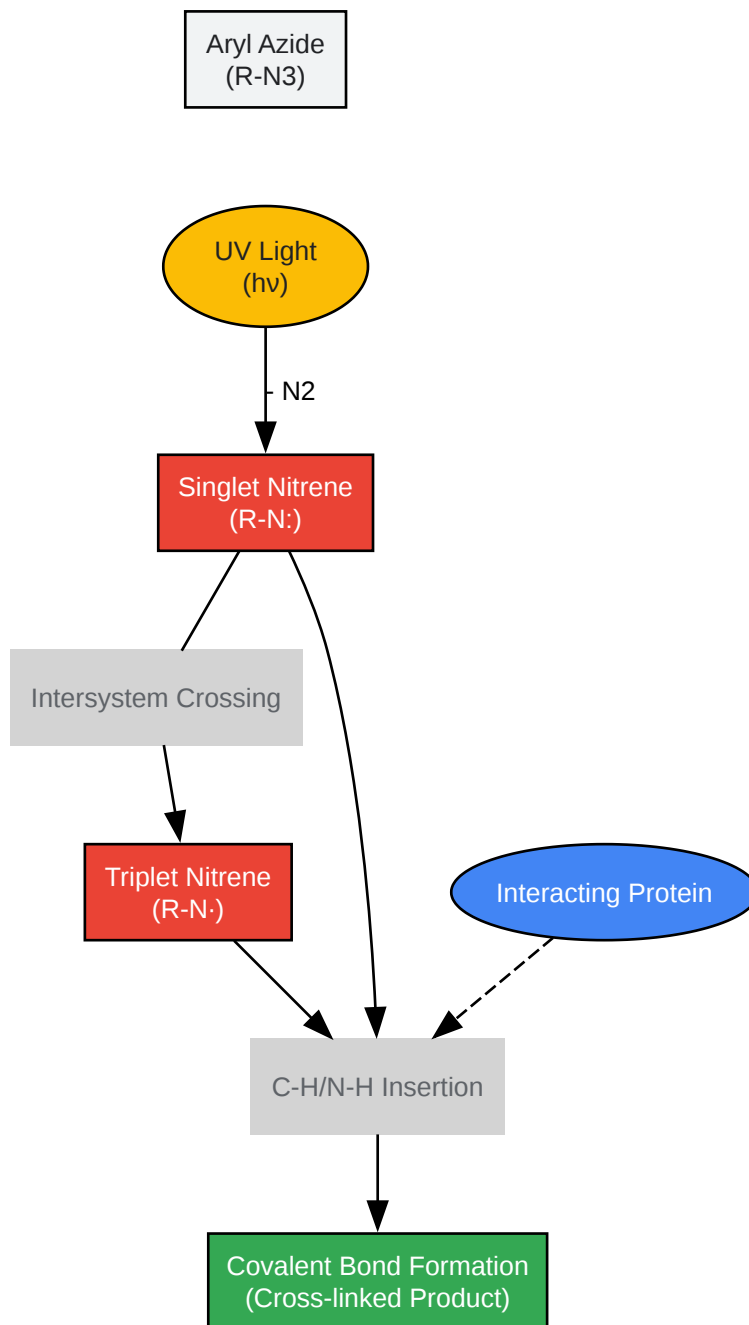 Aryl Azide
(R-N3)
UV Light
(hν)
- N2
Singlet Nitrene
(R-N:)
Intersystem Crossing
Triplet Nitrene
(R-N·)
Interacting Protein
C-H/N-H Insertion
Covalent Bond Formation
(Cross-linked Product)